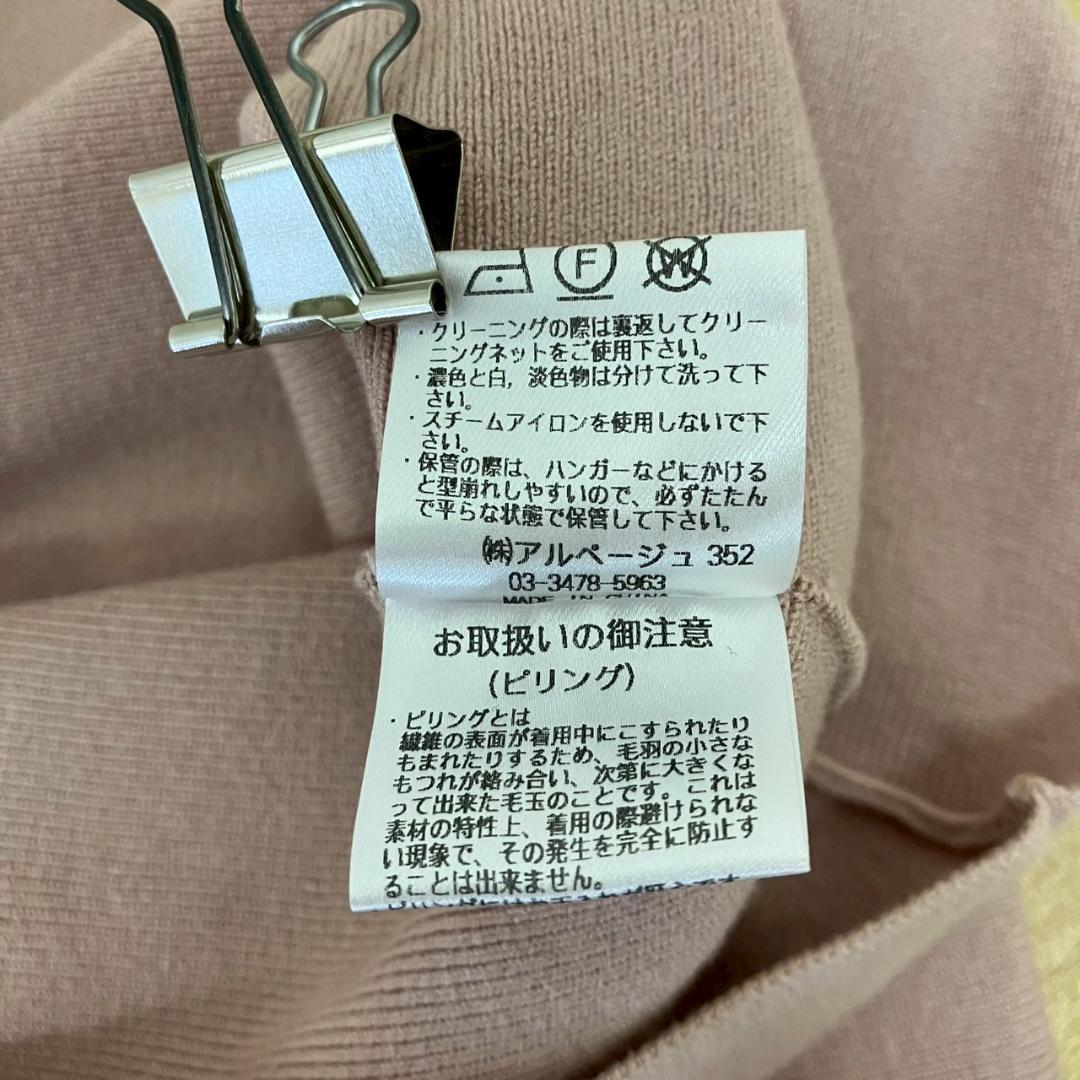 F
W
・クリーニングの際は裏返してクリー
ニングネットをご使用下さい。
・濃色と白，淡色物は分けて洗って下
さい。
・スチームアイロンを使用しないで下
さい。
・保管の際は、ハンガーなどにかける
と型崩れしやすいので、必ずたたん
で平らな状態で保管して下さい。
㈱アルページュ 352
03-3478-5963
MADE IN CHINA
お取扱いの御注意
(ピリング)
・ピリングとは
繊維の表面が着用中にこすられたり
もまれたりするため、毛羽の小さな
もつれが絡み合い、次第に大きくな
って出来た毛玉のことです。これは
素材の特性上、着用の際避けられな
い現象で、その発生を完全に防止す
ることは出来ません。